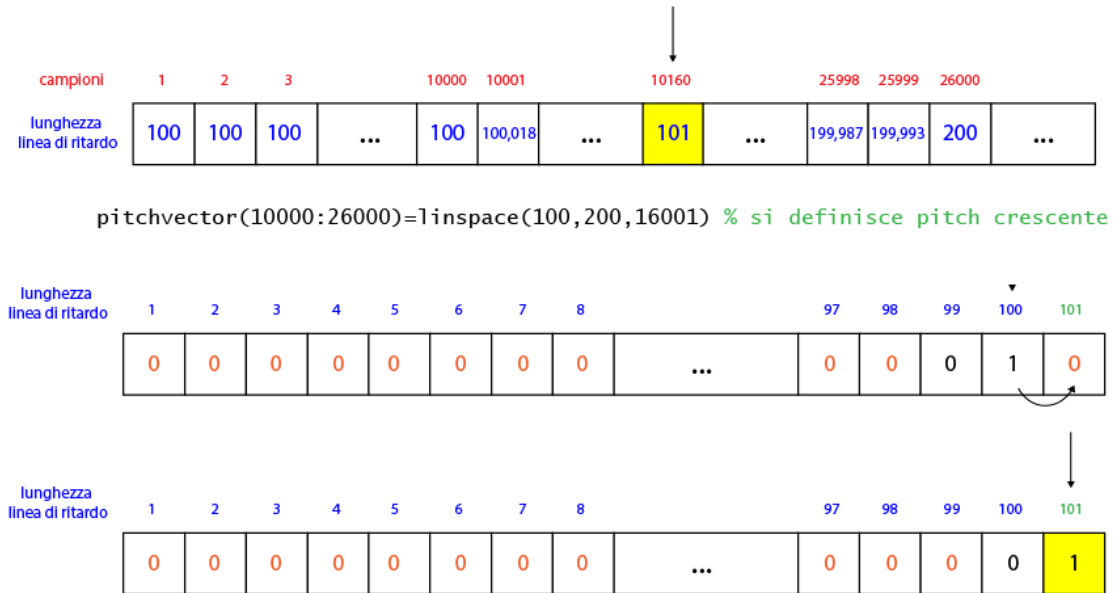 campioni 1 2 3 10000 10001 10160 25998 25999 26000
lunghezza
linea di ritardo
100 100 100 ... 100 100,018 ... 101 ... 199,987 199,993 200 ...
pitchvector(10000:26000)=linspace(100,200,16001) % si definisce pitch crescente
lunghezza
linea di ritardo 1 2 3 4 5 6 7 8 97 98 99 100 101
0 0 0 0 0 0 0 0 ... 0 0 0 1 0
lunghezza
linea di ritardo 1 2 3 4 5 6 7 8 97 98 99 100 101
0 0 0 0 0 0 0 0 ... 0 0 0 0 1